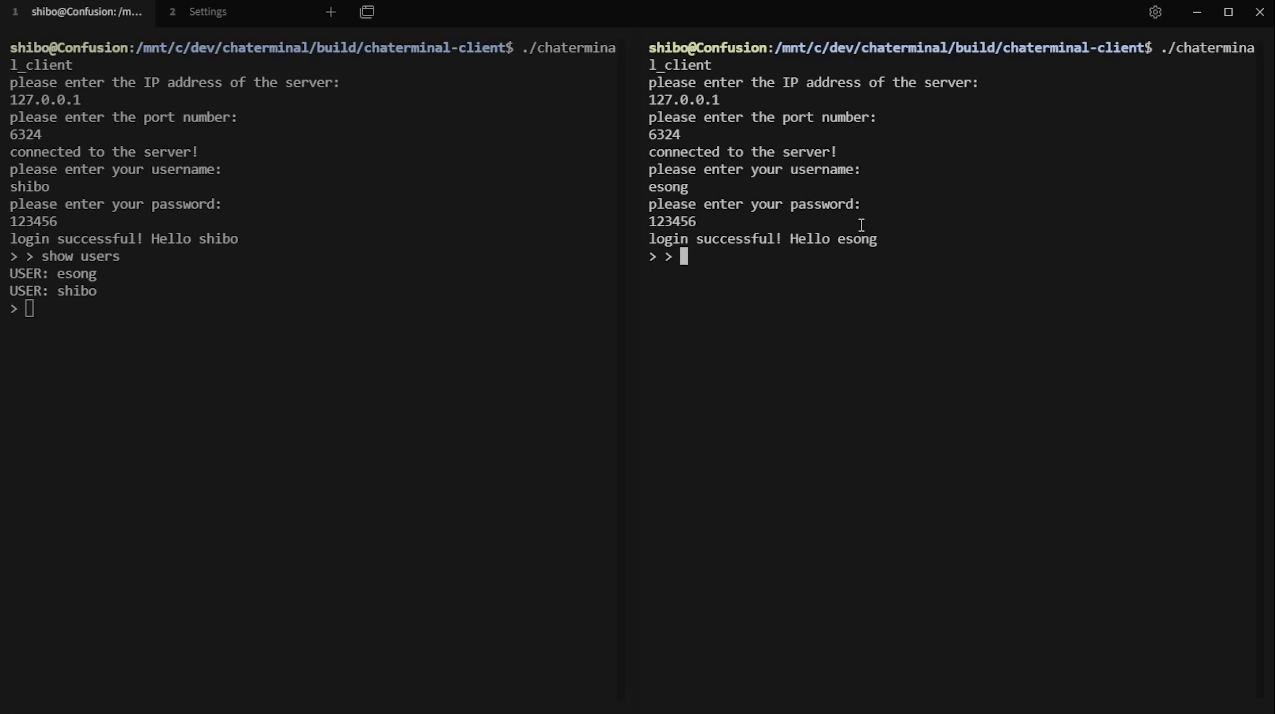 1 shibo@Confusion: /m... 2 Settings
shibo@Confusion:/mnt/c/dev/chaterminal/build/chaterminal-client$ ./chatermina
l_client
please enter the IP address of the server:
127.0.0.1
please enter the port number:
6324
connected to the server!
please enter your username:
shibo
please enter your password:
123456
login successful! Hello shibo
> > show users
USER: esong
USER: shibo
>
shibo@Confusion:/mnt/c/dev/chaterminal/build/chaterminal-client$ ./chatermina
l_client
please enter the IP address of the server:
127.0.0.1
please enter the port number:
6324
connected to the server!
please enter your username:
esong
please enter your password:
123456
login successful! Hello esong
> >